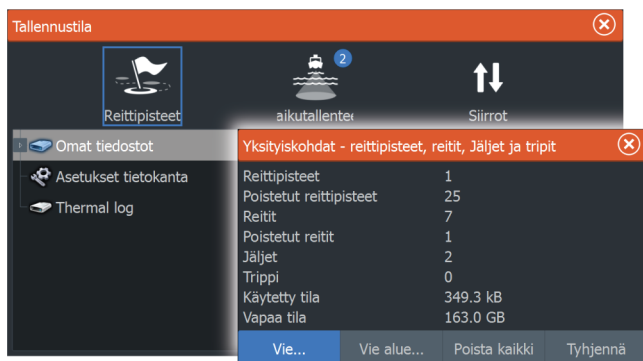 Tallennustila
2
Reittipisteet
aikutallente
Siirrot
Omat tiedostot
Asetukset tietokanta
Thermal log
Yksityiskohdat - reittipisteet, reitit, Jäljet ja tripit
Reittipisteet 1
Poistetut reittipisteet 25
Reitit 7
Poistetut reitit 1
Jäljet 2
Trippi 0
Käytetty tila 349.3 kB
Vapaa tila 163.0 GB
Vie... Vie alue... Poista kaikki Tyhjennä